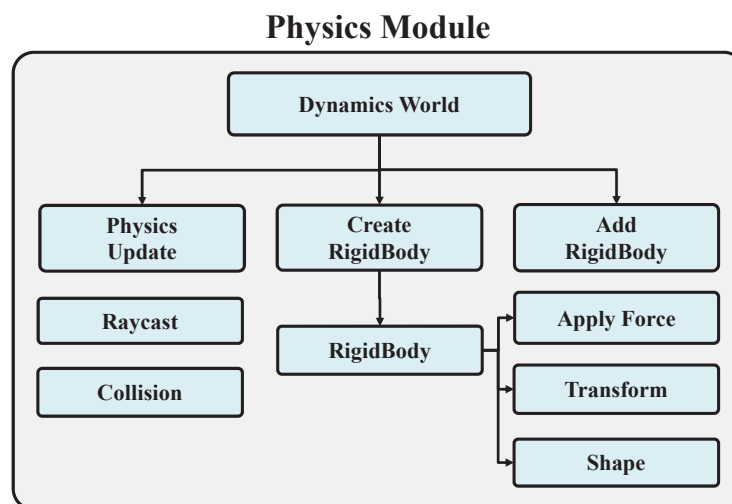 Physics Module
Dynamics World
Physics
Update
Create
RigidBody
Add
RigidBody
Raycast
RigidBody
Apply Force
Collision
Transform
Shape